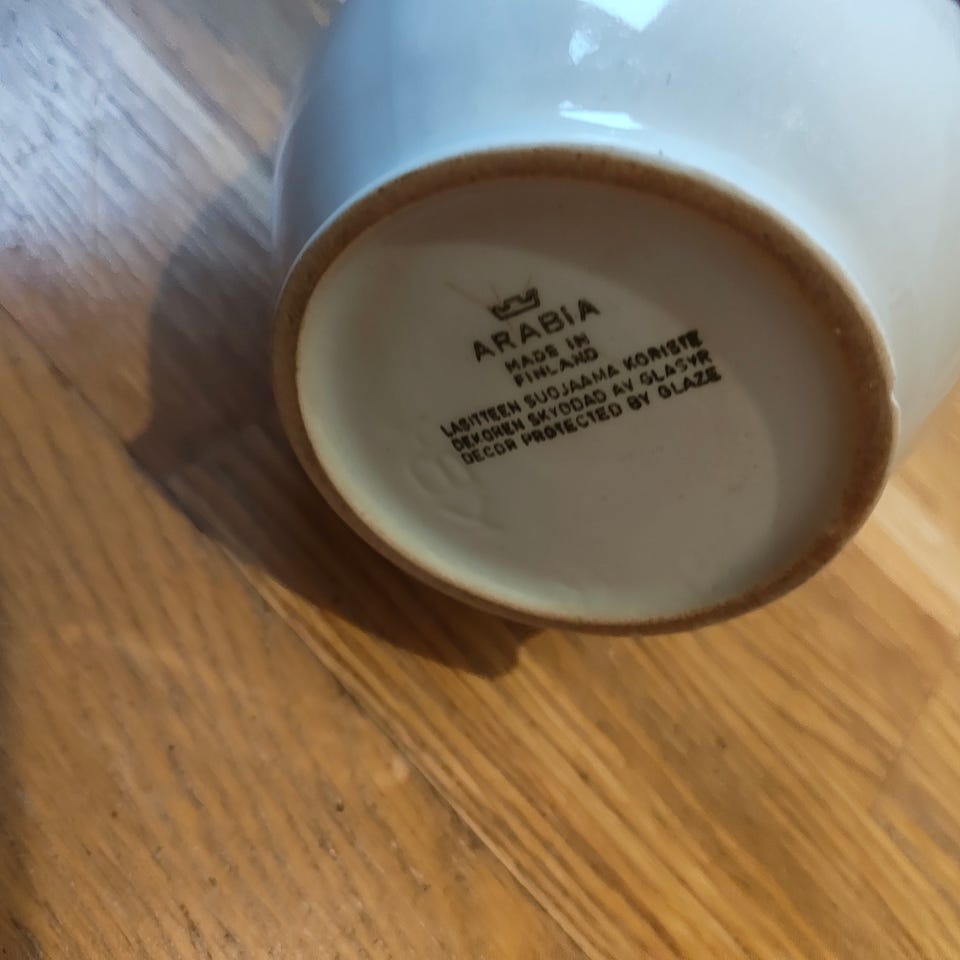 ARABIA
MADE IN
FINLAND
LASITTEEN SUOJAAMA KORISTE
DEKOREN SKYDDAD AV GLASYR
DECOR PROTECTED BY GLAZE